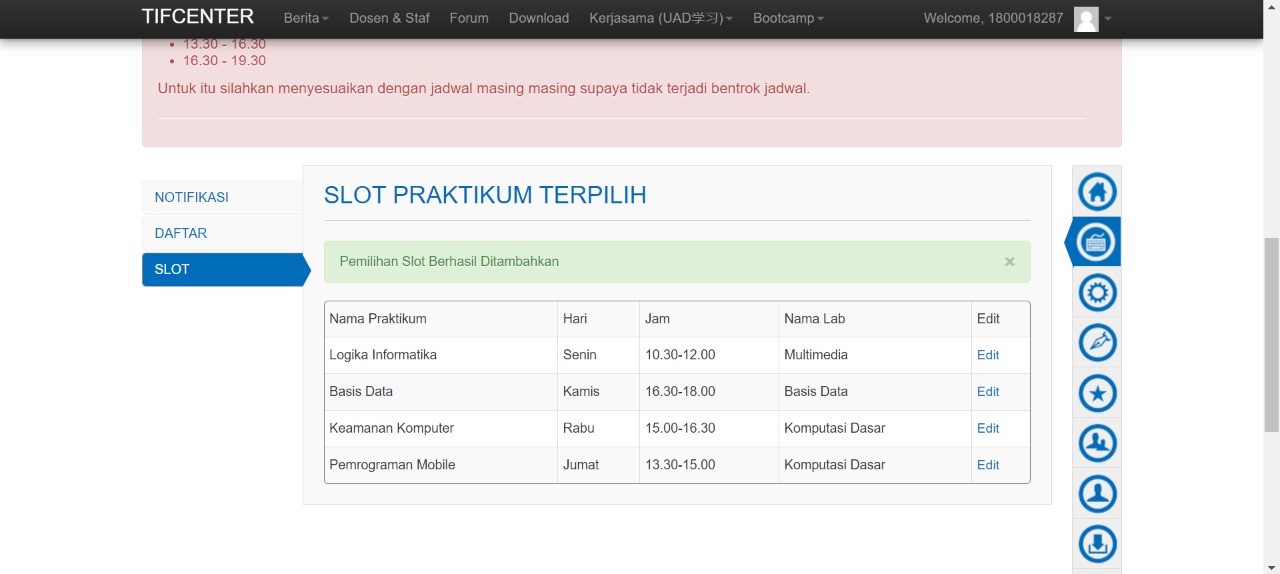 TIFCENTER Berita Dosen & Staf Forum Download Kerjasama (UAD学习) Bootcamp Welcome, 1800018287
13.30 - 16.30
16.30 - 19.30
Untuk itu silahkan menyesuaikan dengan jadwal masing masing supaya tidak terjadi bentrok jadwal.
NOTIFIKASI
DAFTAR
SLOT
SLOT PRAKTIKUM TERPILIH
Pemilihan Slot Berhasil Ditambahkan ×
Nama Praktikum Hari Jam Nama Lab Edit
Logika Informatika Senin 10.30-12.00 Multimedia Edit
Basis Data Kamis 16.30-18.00 Basis Data Edit
Keamanan Komputer Rabu 15.00-16.30 Komputasi Dasar Edit
Pemrograman Mobile Jumat 13.30-15.00 Komputasi Dasar Edit